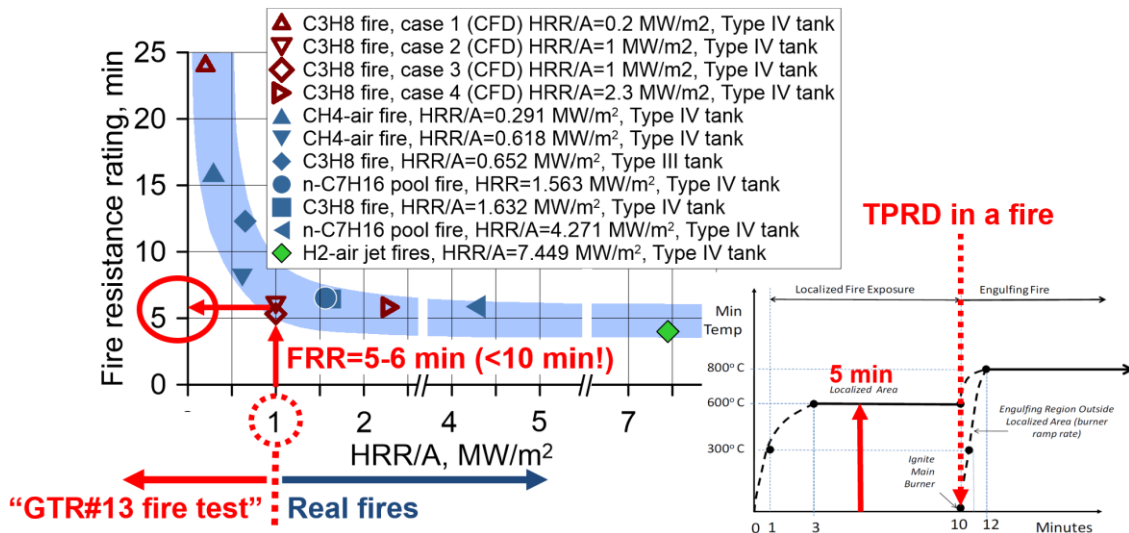 C3H8 fire, case 1 (CFD) HRR/A=0.2 MW/m2, Type IV tank
C3H8 fire, case 2 (CFD) HRR/A=1 MW/m2, Type IV tank
C3H8 fire, case 3 (CFD) HRR/A=1 MW/m2, Type IV tank
C3H8 fire, case 4 (CFD) HRR/A=2.3 MW/m2, Type IV tank
CH4-air fire, HRR/A=0.291 MW/m², Type IV tank
CH4-air fire, HRR/A=0.618 MW/m², Type IV tank
C3H8 fire, HRR/A=0.652 MW/m², Type III tank
n-C7H16 pool fire, HRR=1.563 MW/m², Type IV tank
C3H8 fire, HRR/A=1.632 MW/m², Type IV tank
n-C7H16 pool fire, HRR/A=4.271 MW/m², Type IV tank
H2-air jet fires, HRR/A=7.449 MW/m², Type IV tank
Fire resistance rating, min
25
20
15
10
5
0
FRR=5-6 min (<10 min!)
-
1
2
4
5
7
HRR/A, MW/m²
"GTR#13 fire test"
Real fires
TPRD in a fire
Localized Fire Exposure
Engulfing Fire
Min
Temp
800° C
600° C
300° C
5 min
Localized Area
Engulfing Region Outside
Localized Area (burner
ramp rate)
Ignite
Main
Burner
0
1
3
10
12
Minutes